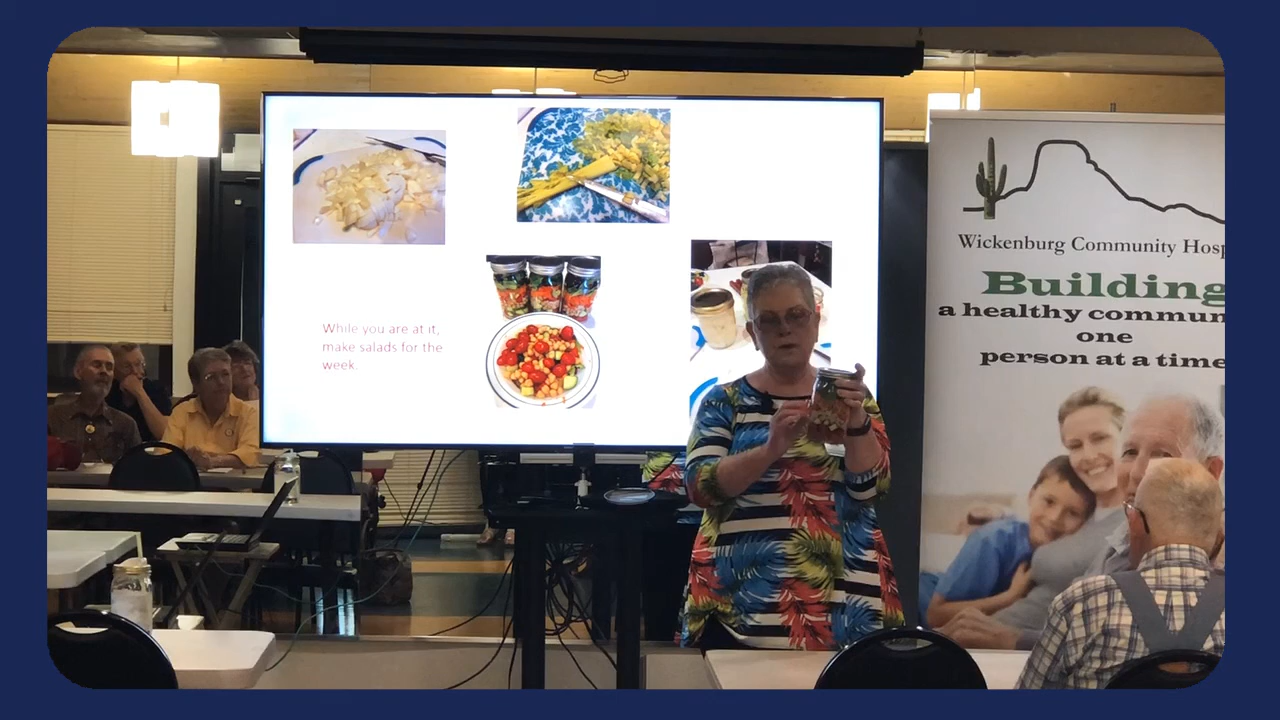 While you are at it,
make salads for the
week.
Wickenburg Community Hosp
Building
a healthy commun
one
person at a time